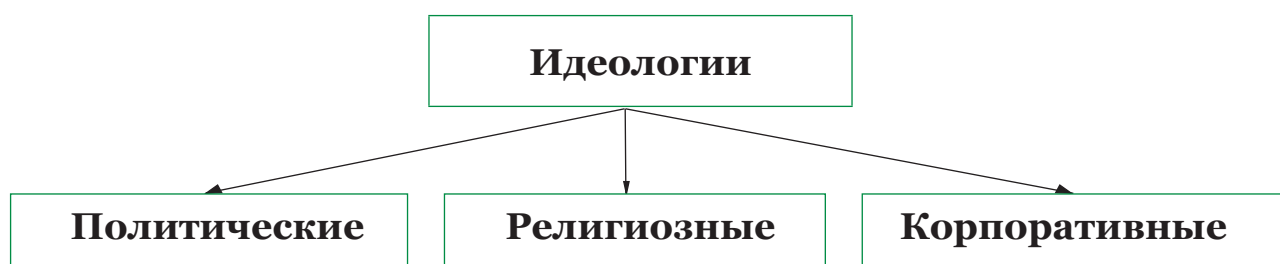 Идеологии
Политические
Религиозные
Корпоративные